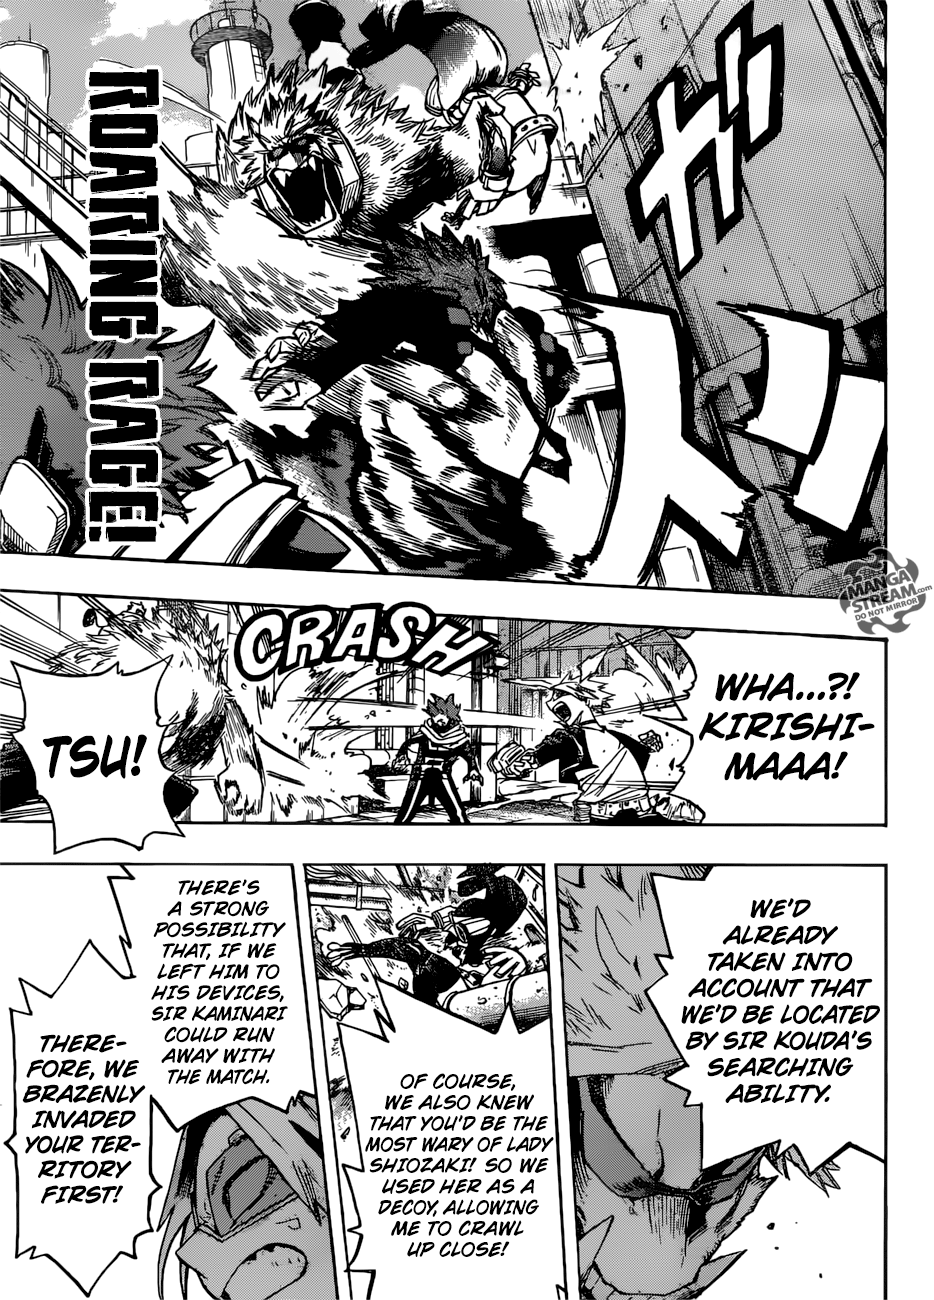 ROARING RAGE!
ガ
オン
MANGA
STREAM.com
DO NOT MIRROR
WHA...?!
KIRISHI-
MAAA!
CRASH
TSU!
WE'D
ALREADY
TAKEN INTO
ACCOUNT THAT
WE'D BE LOCATED
BY SIR KOUDA'S
SEARCHING
ABILITY.
OF COURSE,
WE ALSO KNEW
THAT YOU'D BE THE
MOST WARY OF LADY
SHIOZAKI! SO WE
USED HER AS A
DECOY, ALLOWING
ME TO CRAWL
UP CLOSE!
THERE'S
A STRONG
POSSIBILITY
THAT, IF WE
LEFT HIM TO
HIS DEVICES,
SIR KAMINARI
COULD RUN
AWAY WITH
THE MATCH.
THERE-
FORE, WE
BRAZENLY
INVADED
YOUR TER-
RITORY
FIRST!